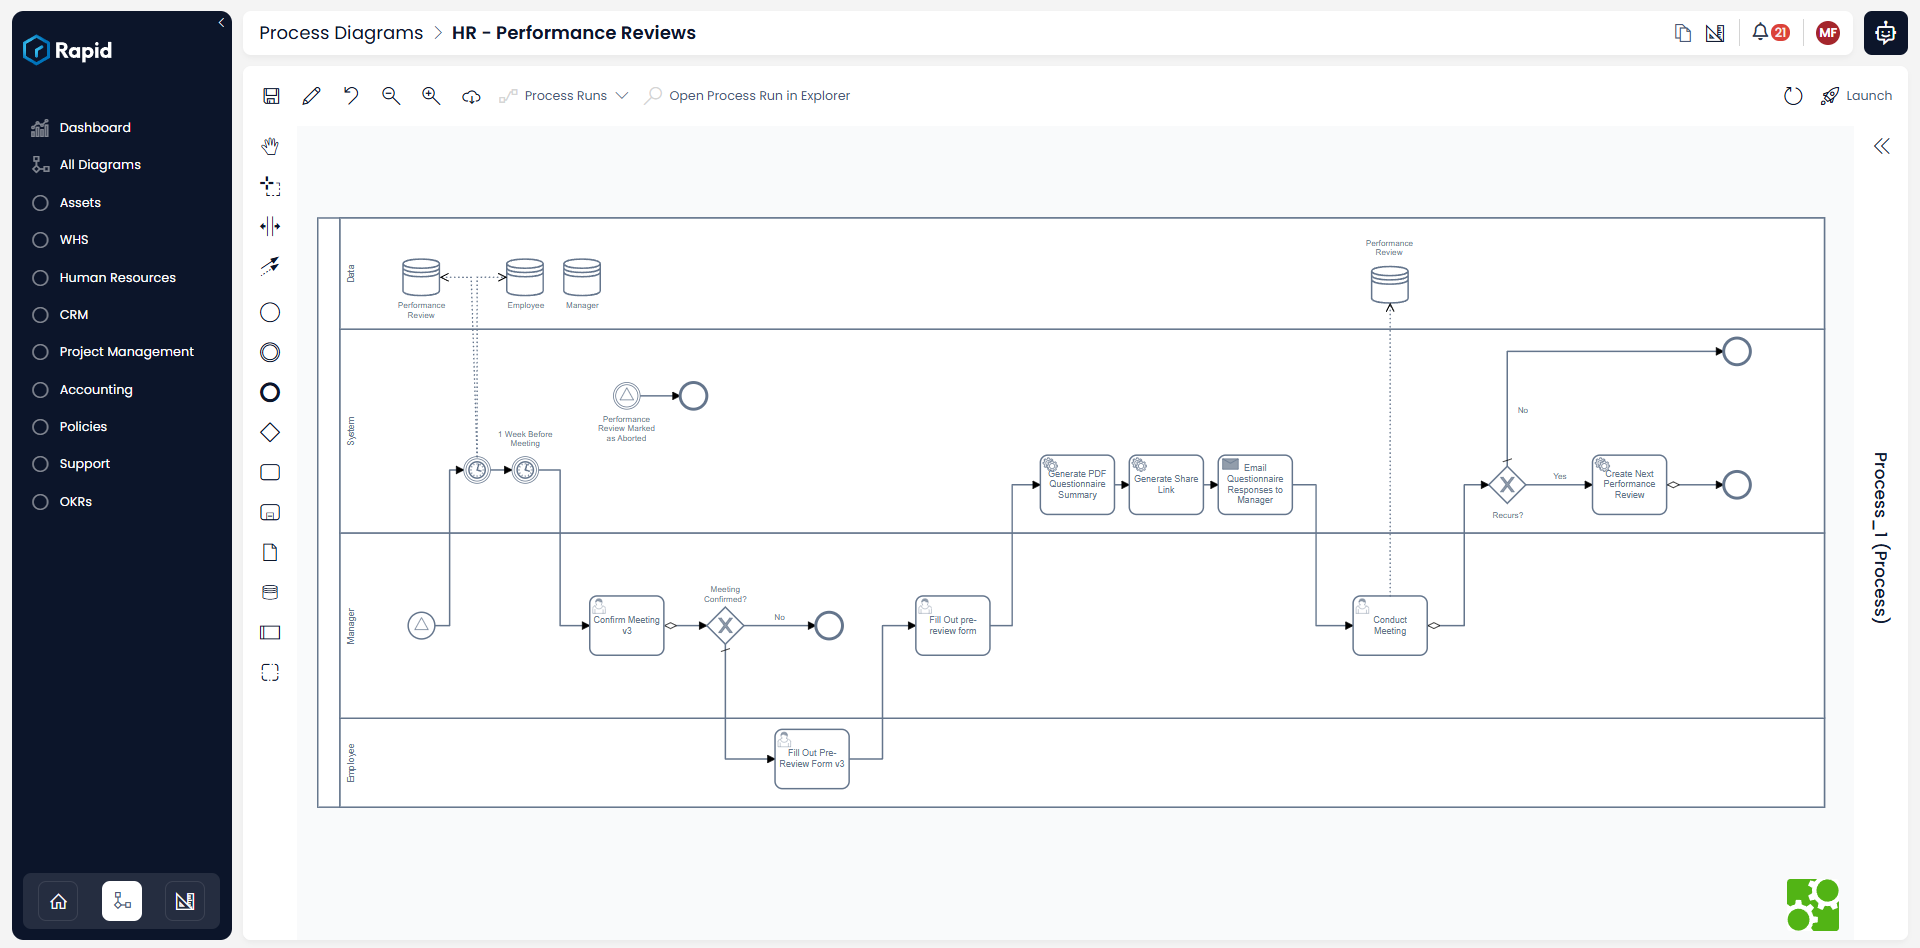 Rapid
Dashboard
All Diagrams
Assets
WHS
Human Resources
CRM
Project Management
Accounting
Policies
Support
OKRs
Process Diagrams > HR - Performance Reviews
21
MF
Process Runs
Open Process Run in Explorer
Launch
Process_1 (Process)
Data
Performance
Review
Employee
Manager
Performance
Review
System
1 Week Before
Meeting
Performance
Review Marked
as Aborted
Generate PDF
Questionnaire
Summary
Generate Share
Link
Email
Questionnaire
Responses to
Manager
No
Recurs?
Yes
Create Next
Performance
Review
Manager
Confirm Meeting
v3
Meeting
Confirmed?
No
Fill Out pre-
review form
Conduct
Meeting
Employee
Fill Out Pre-
Review Form v3